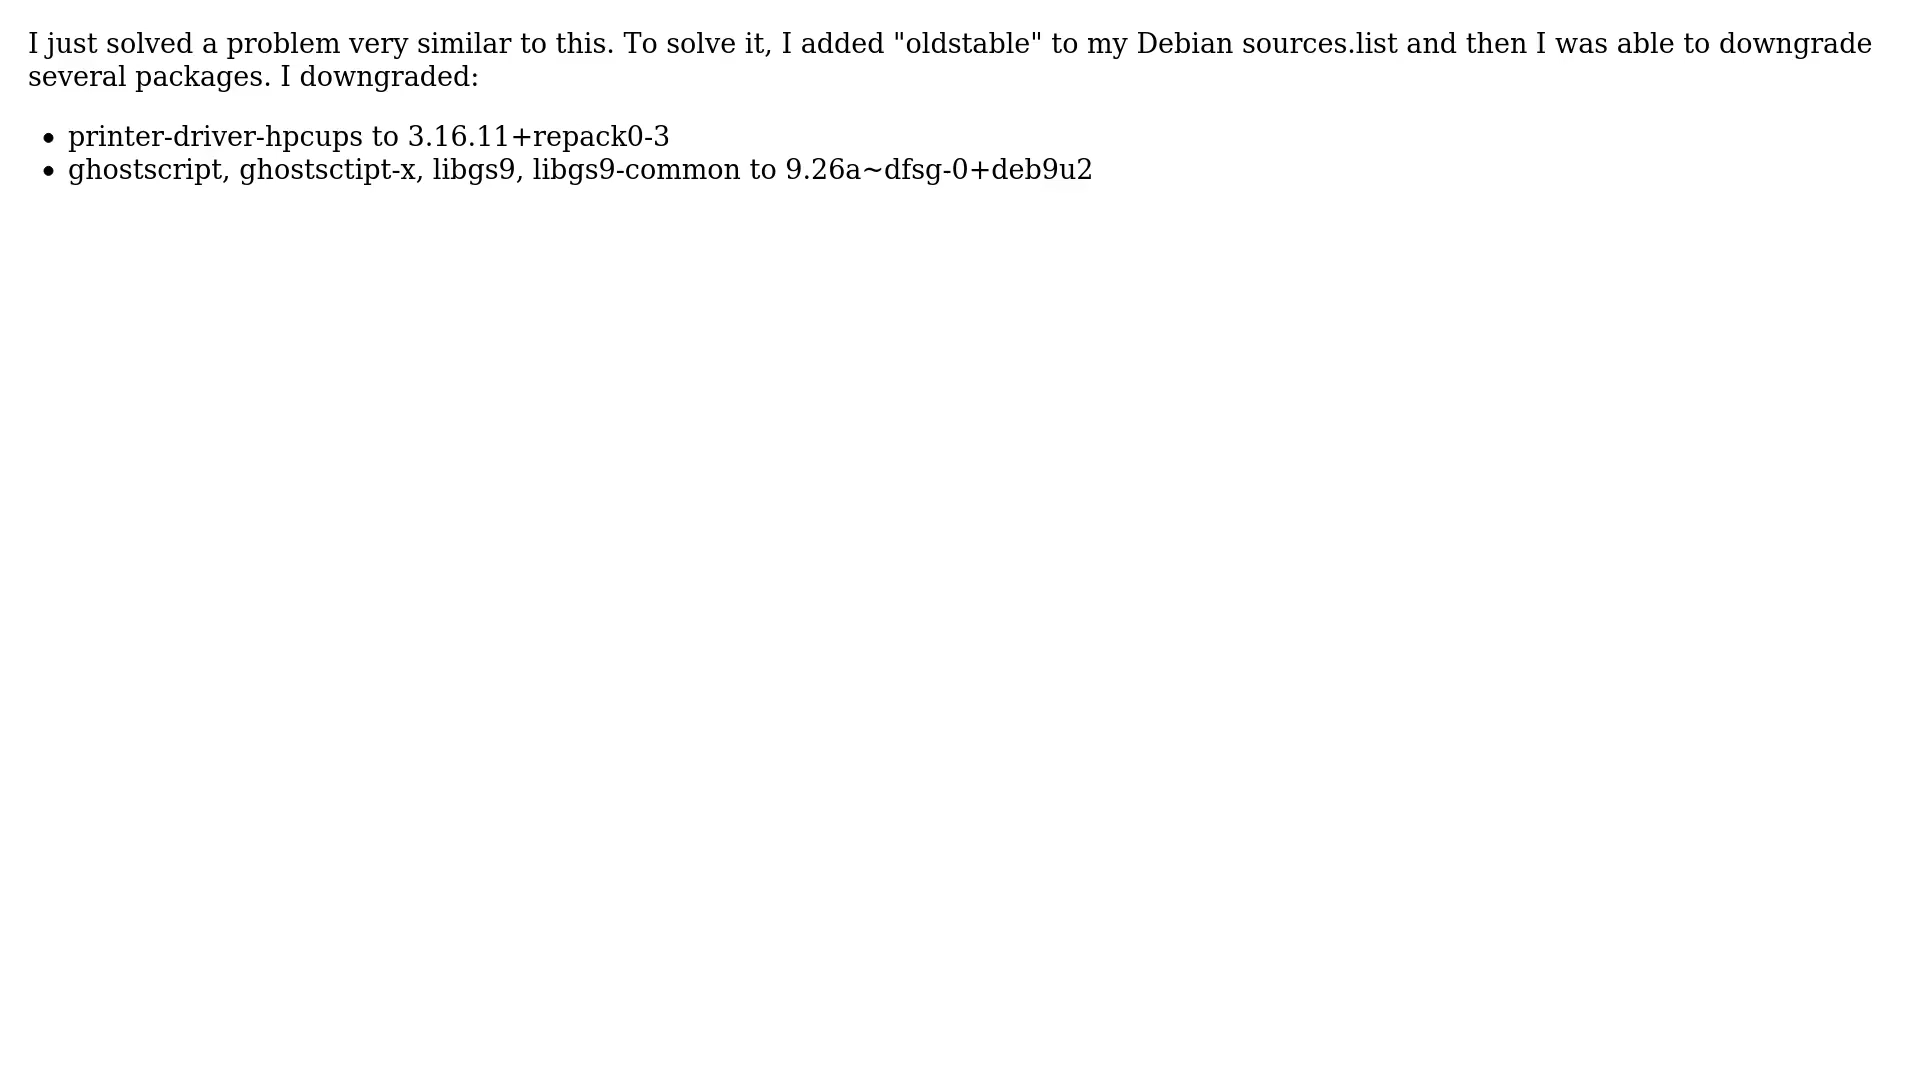 I just solved a problem very similar to this. To solve it, I added "oldstable" to my Debian sources.list and then I was able to downgrade
several packages. I downgraded:
• printer-driver-hpcups to 3.16.11+repack0-3
• ghostscript, ghostsctipt-x, libgs9, libgs9-common to 9.26a~dfsg-0+deb9u2